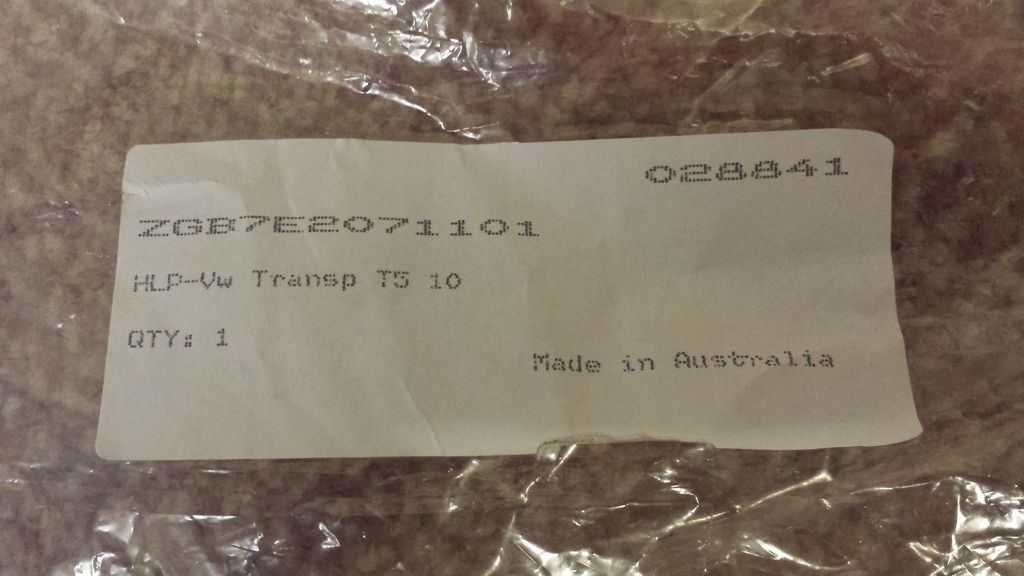 028841
ZGB7E2071101
HLP-Vw Transp T5 10
QTY: 1
Made in Australia